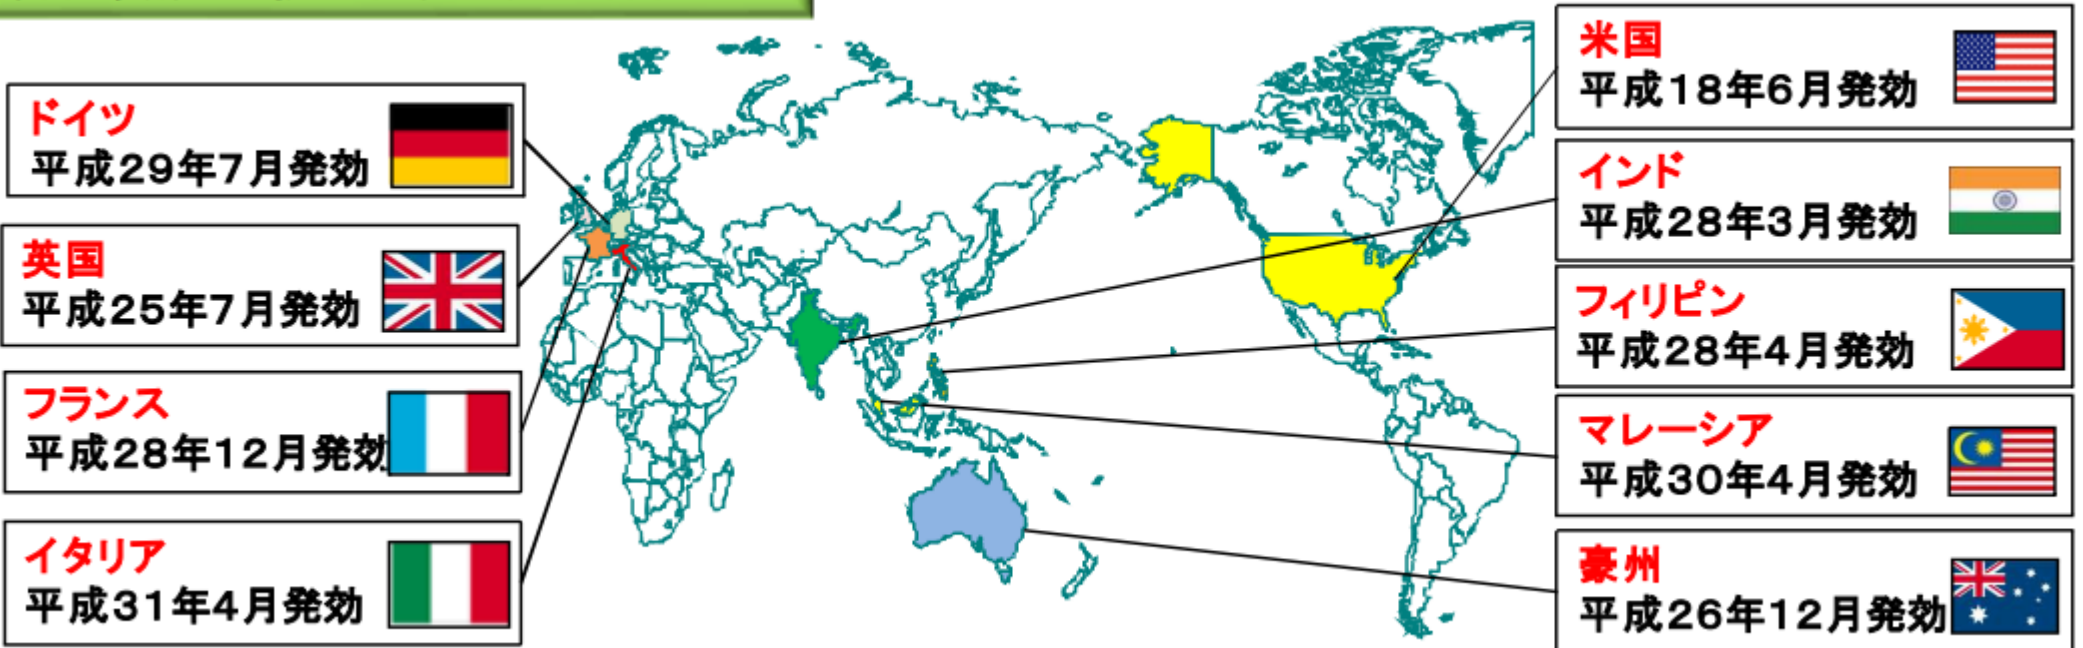 ドイツ
平成29年7月発効
英国
平成25年7月発効
フランス
平成28年12月発効
イタリア
平成31年4月発効
米国
平成18年6月発効
インド
平成28年3月発効
フィリピン
平成28年4月発効
マレーシア
平成30年4月発効
豪州
平成26年12月発効